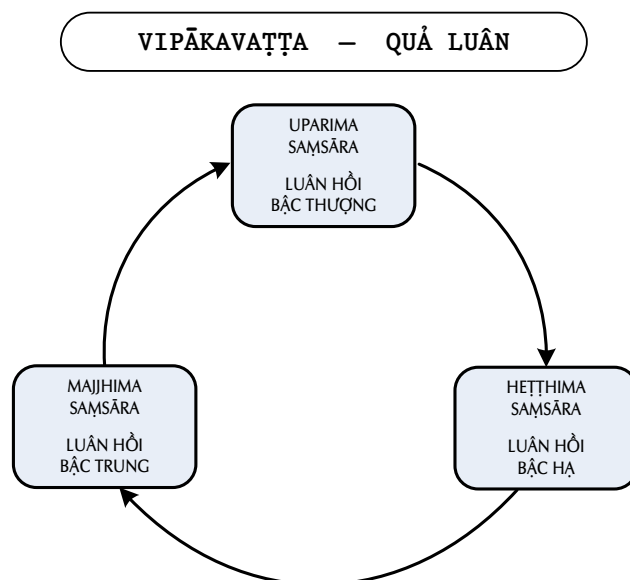 VIPĀKAVAṬṬA – QUẢ LUÂN
UPARIMA
SAṂSĀRA
LUÂN HỒI
BẬC THƯỢNG
MAJJHIMA
SAṂSĀRA
LUÂN HỒI
BẬC TRUNG
HEṬṬHIMA
SAṂSĀRA
LUÂN HỒI
BẬC HẠ